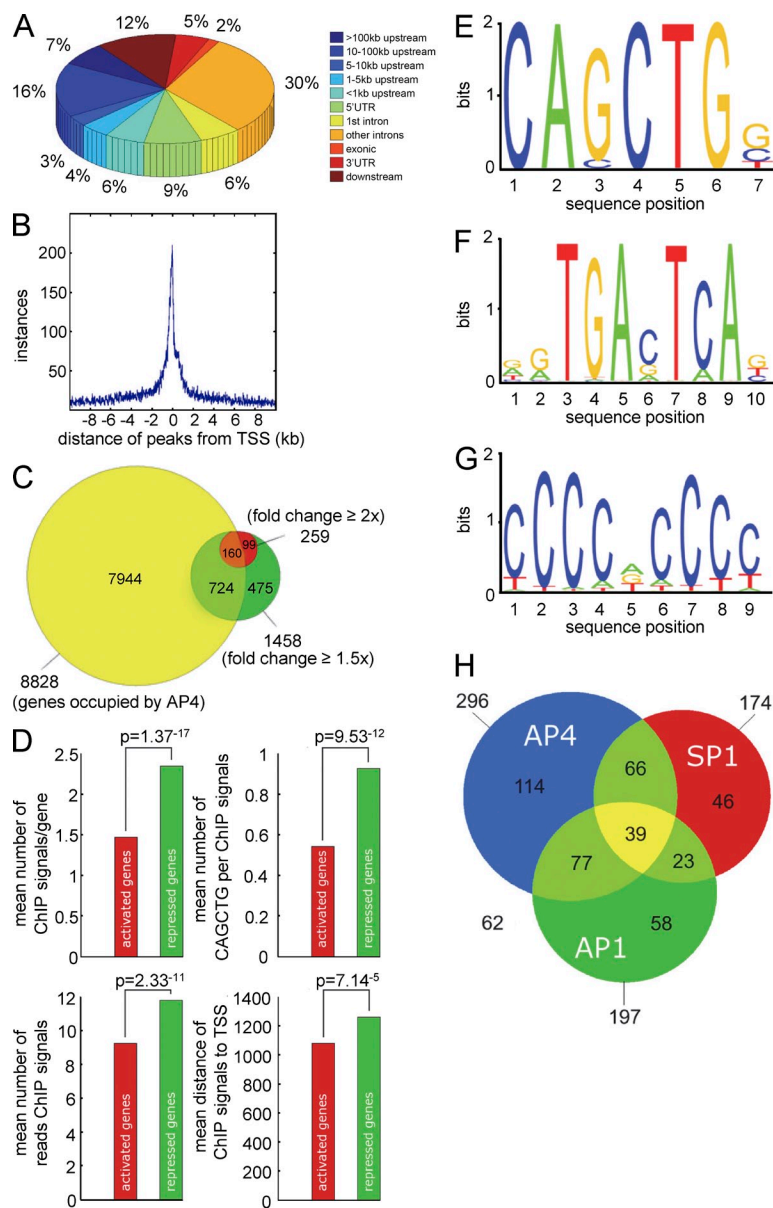 A
12%
5%
2%
7%
30%
16%
3%
4%
6%
9%
6%
>100kb upstream
10-100kb upstream
5-10kb upstream
1-5kb upstream
<1kb upstream
5'UTR
1st intron
other introns
exonic
3'UTR
downstream
B
instances
200
150
100
50
-8 -6 -4 -2 0 2 4 6 8
distance of peaks from TSS (kb)
C
(fold change ≥ 2x)
259
99
160
7944
724
475
1458
(fold change ≥ 1.5x)
8828
(genes occupied by AP4)
D
p=1.37-17
mean number of
ChIP signals/gene
2.5
2.5
1.5
1
0.5
0
activated genes
repressed genes
p=9.53-12
mean number of
CAGCTG per ChIP signals
1
0.8
0.6
0.4
0.2
0
activated genes
repressed genes
p=2.33-11
mean number of
reads ChIP signals
12
10
8
6
4
2
0
activated genes
repressed genes
p=7.14-5
mean distance of
ChIP signals to TSS
1400
1200
1000
800
600
400
200
0
activated genes
repressed genes
E
bits
2
1
0
CAGCTGG
C C
T
1 2 3 4 5 6 7
sequence position
F
bits
2
1
0
GGTGACTCAG
1 2 3 4 5 6 7 8 9 10
sequence position
G
bits
2
1
0
CCCCACCCC
1 2 3 4 5 6 7 8 9
sequence position
H
296
174
AP4
SP1
66
114
46
39
77
23
62
58
AP1
197